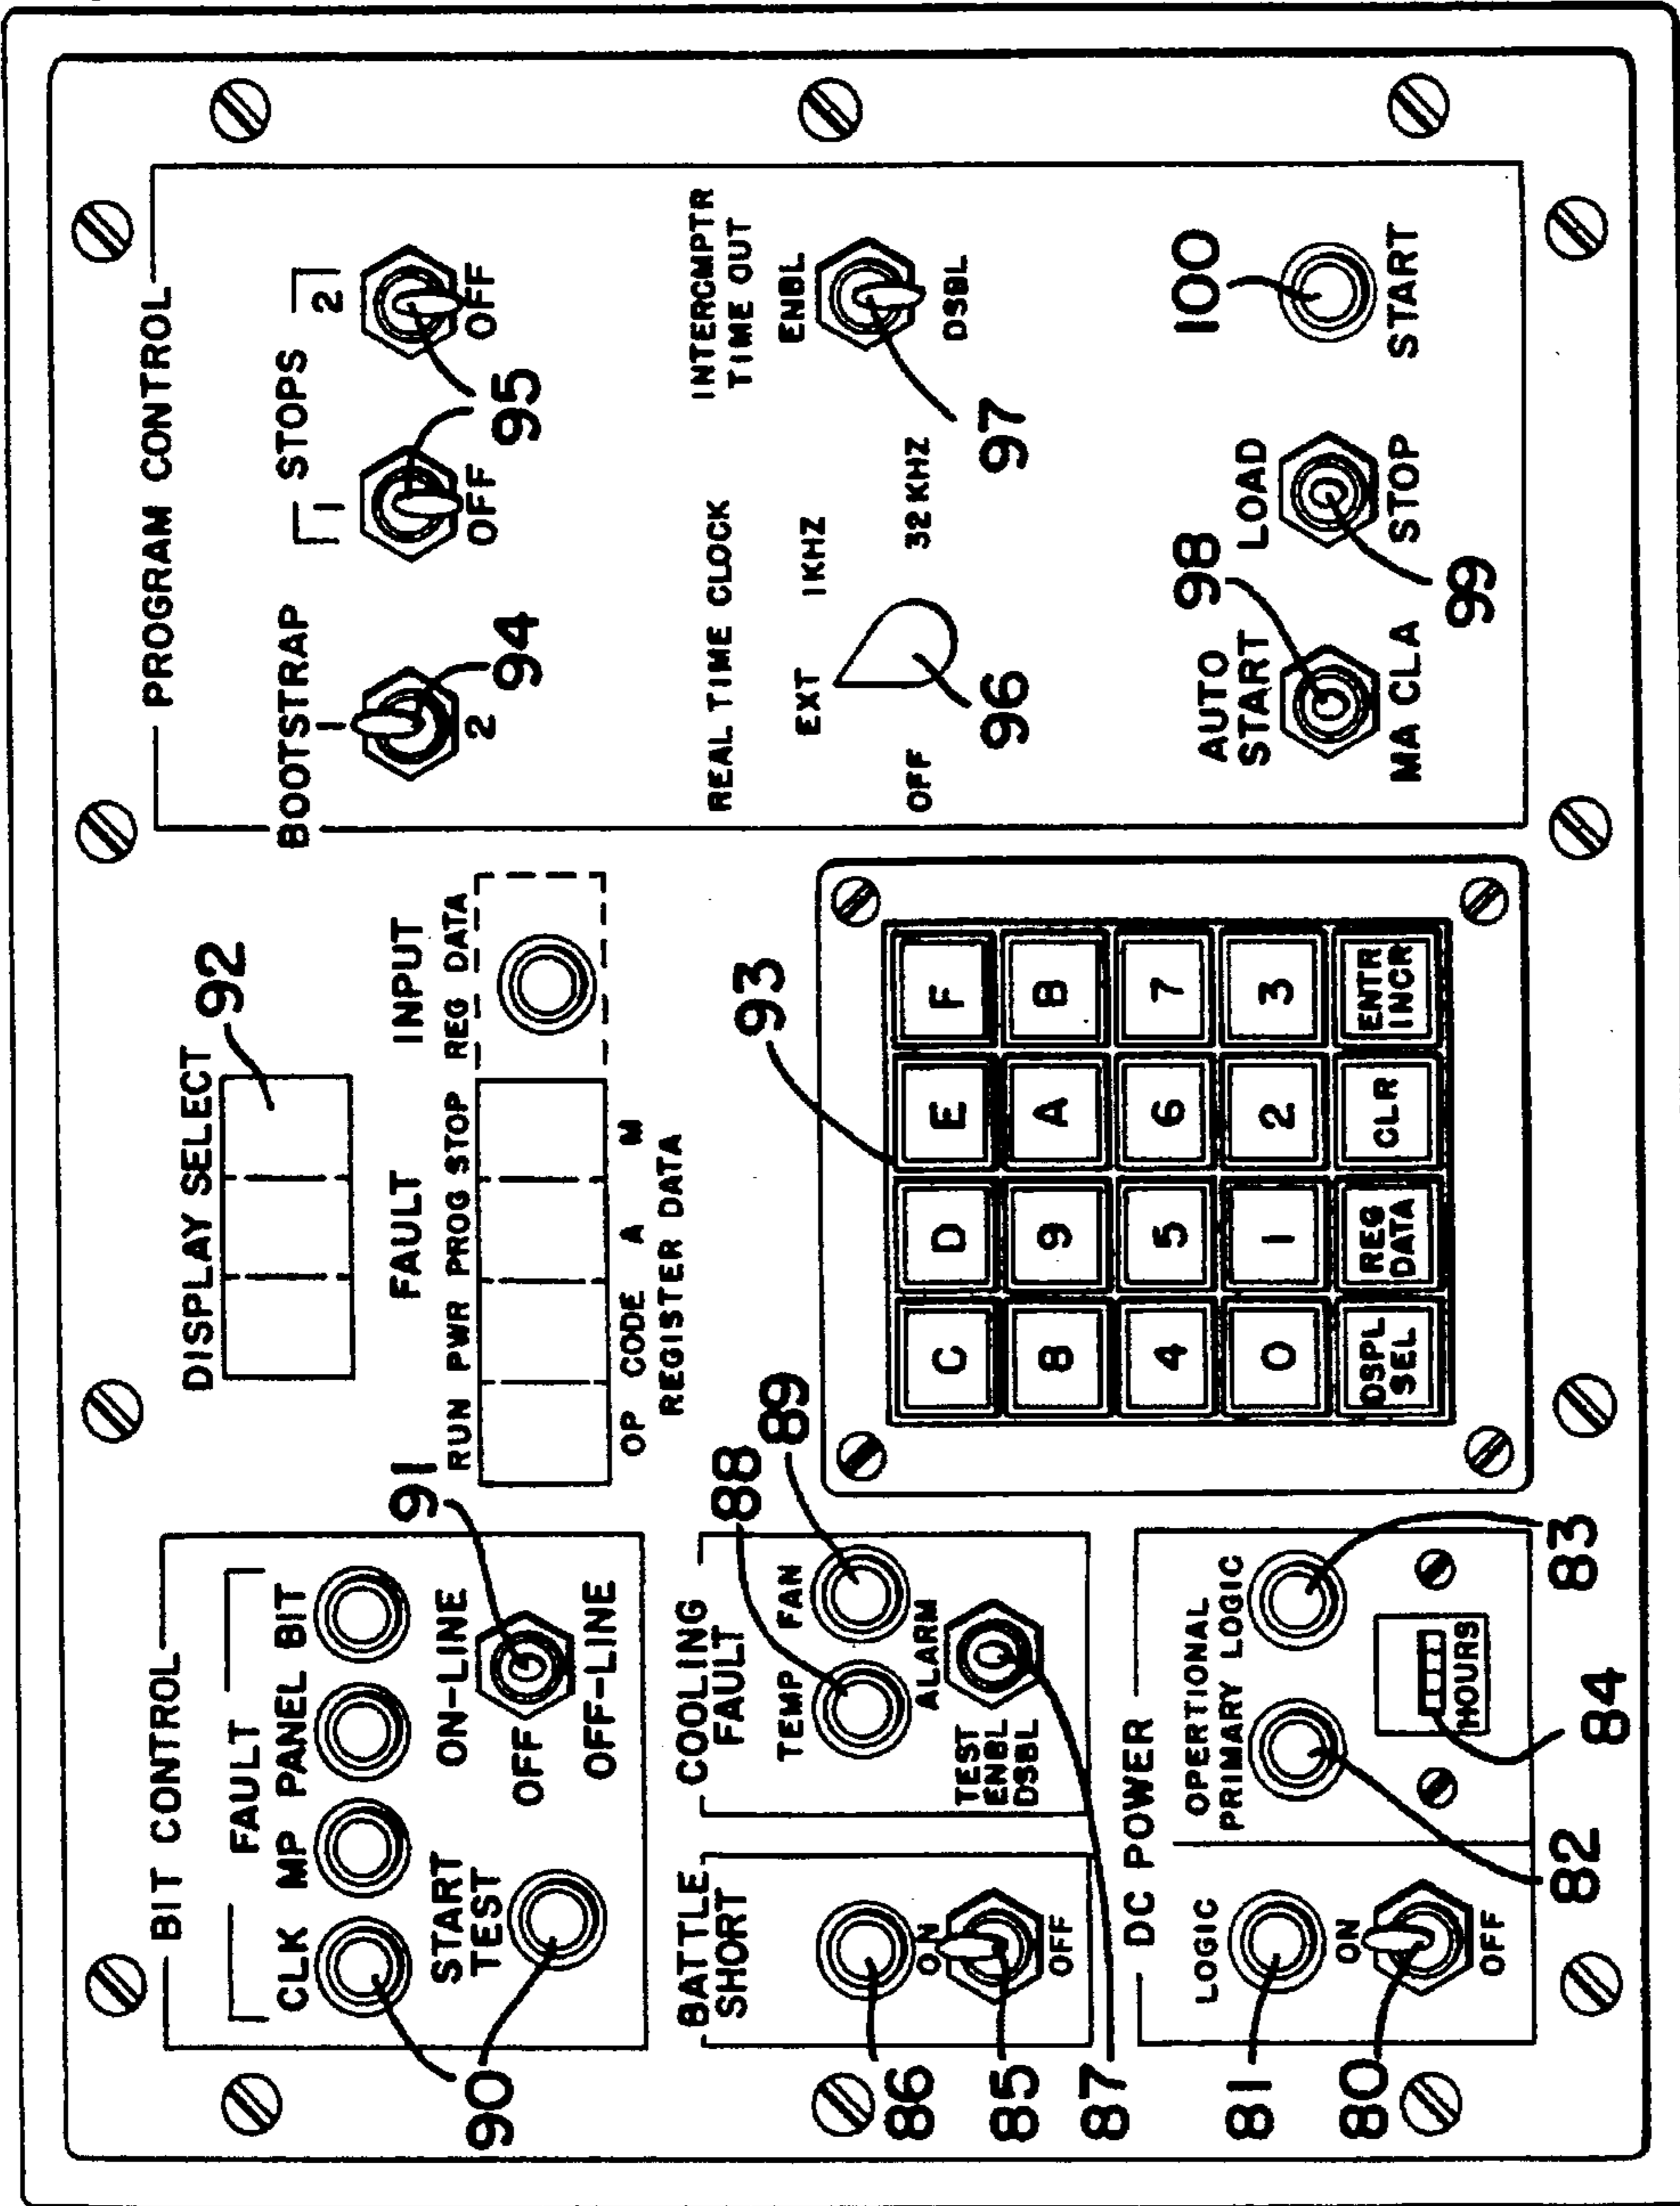 BIT CONTROL
FAULT
CLK MP PANEL BIT
START
TEST
ON-LINE
OFF
OFF-LINE
90
91
BATTLE
SHORT
ON
OFF
86
85
87
COOLING
FAULT
TEMP FAN
ALARM
TEST
ENBL
DSBL
88
89
DC POWER
LOGIC
ON
OFF
81
80
OPERTIONAL
PRIMARY LOGIC
HOURS
82
84
83
DISPLAY SELECT
92
FAULT INPUT
RUN PWR PROG STOP REG DATA
OP CODE A M
REGISTER DATA
93
C D E F
8 9 A B
4 5 6 7
0 1 2 3
DSPL
SEL
REG
DATA
CLR
ENTR
INCR
PROGRAM CONTROL
BOOTSTRAP
1
2
94
STOPS
1 2
OFF OFF
95
REAL TIME CLOCK
EXT 1KHZ
OFF 32KHZ
96
INTERCMPTR
TIME OUT
ENBL
DSBL
97
AUTO
START
MA CLA
98
LOAD
STOP
99
100
START